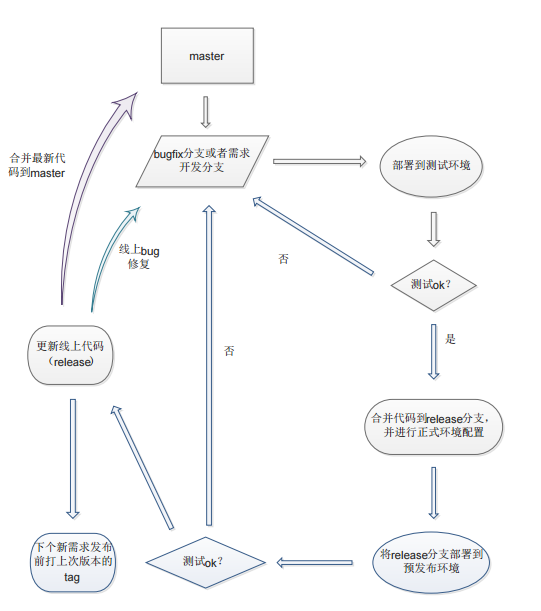 master
合并最新代
码到master
bugfix分支或者需求
开发分支
部署到测试环境
线上bug
修复
否
测试ok？
是
否
更新线上代码
（release）
合并代码到release分支，
并进行正式环境配置
下个新需求发布
前打上次版本的
tag
测试ok？
将release分支部署到
预发布环境